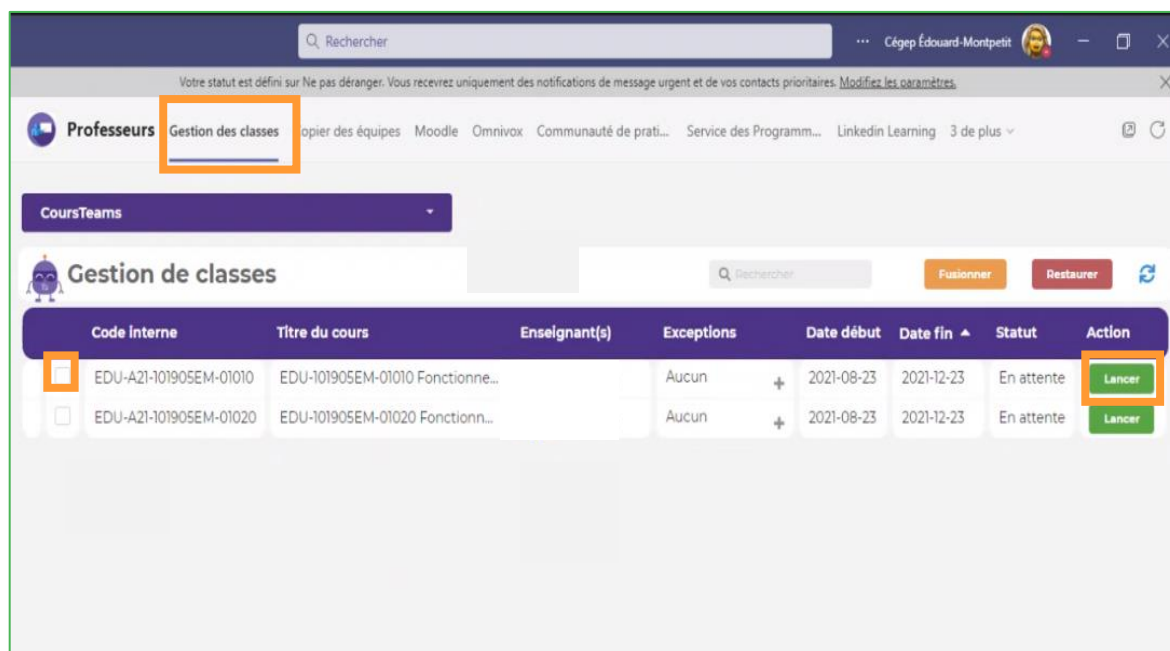 Rechercher ... Cégep Édouard-Montpetit
Votre statut est défini sur Ne pas déranger. Vous recevrez uniquement des notifications de message urgent et de vos contacts prioritaires. Modifiez les paramètres.
Professeurs Gestion des classes opier des équipes Moodle Omnivox Communauté de prati... Service des Programm... Linkedin Learning 3 de plus
CoursTeams
Gestion de classes Rechercher Fusionner Restaurer
Code interne Titre du cours Enseignant(s) Exceptions Date début Date fin Statut Action
EDU-A21-101905EM-01010 EDU-101905EM-01010 Fonctionne... Aucun + 2021-08-23 2021-12-23 En attente Lancer
EDU-A21-101905EM-01020 EDU-101905EM-01020 Fonctionn... Aucun + 2021-08-23 2021-12-23 En attente Lancer